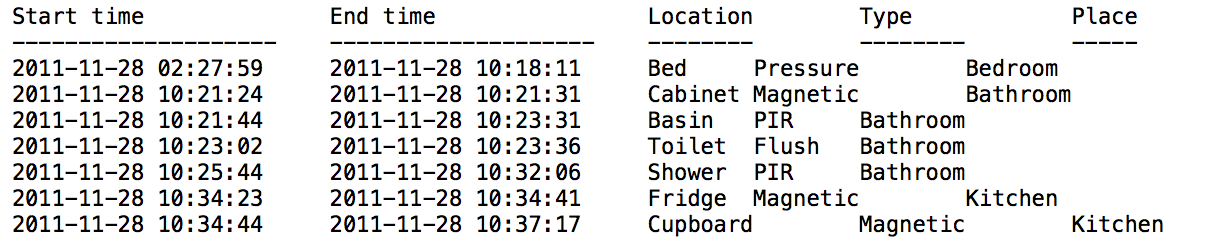 Start time End time Location Type Place
-------------------- -------------------- -------- -------- -----
2011-11-28 02:27:59 2011-11-28 10:18:11 Bed Pressure Bedroom
2011-11-28 10:21:24 2011-11-28 10:21:31 Cabinet Magnetic Bathroom
2011-11-28 10:21:44 2011-11-28 10:23:31 Basin PIR Bathroom
2011-11-28 10:23:02 2011-11-28 10:23:36 Toilet Flush Bathroom
2011-11-28 10:25:44 2011-11-28 10:32:06 Shower PIR Bathroom
2011-11-28 10:34:23 2011-11-28 10:34:41 Fridge Magnetic Kitchen
2011-11-28 10:34:44 2011-11-28 10:37:17 Cupboard Magnetic Kitchen